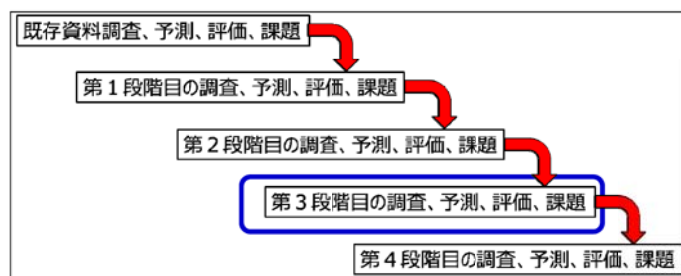 既存資料調査、予測、評価、課題
第1段階目の調査、予測、評価、課題
第2段階目の調査、予測、評価、課題
第3段階目の調査、予測、評価、課題
第4段階目の調査、予測、評価、課題